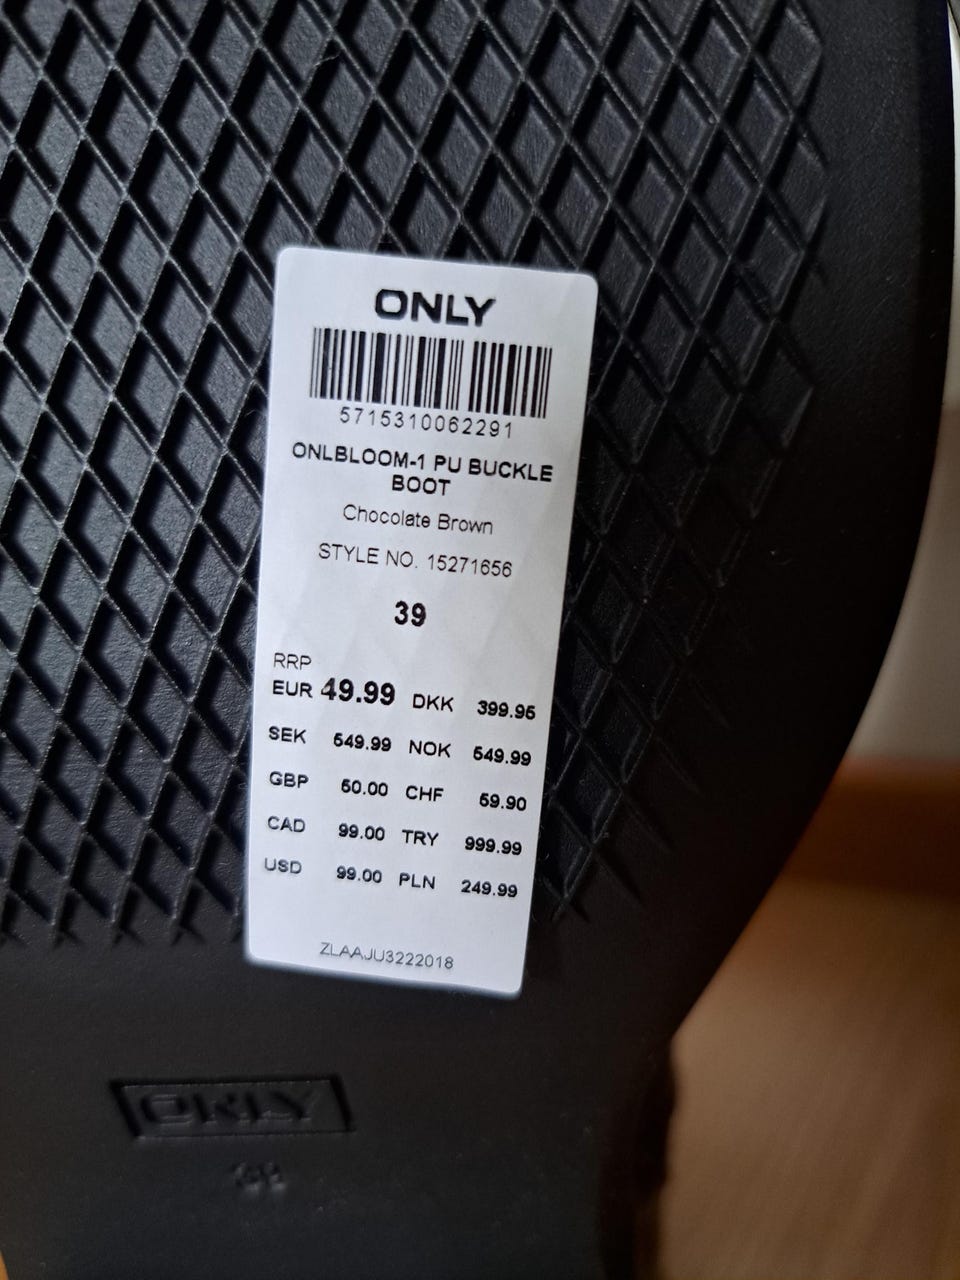 ONLY
5715310062291
ONLBLOOM-1 PU BUCKLE
BOOT
Chocolate Brown
STYLE NO. 15271656
39
RRP
EUR 49.99 DKK 399.95
SEK 549.99 NOK 549.99
GBP 50.00 CHF 59.90
CAD 99.00 TRY 999.99
USD 99.00 PLN 249.99
ZLAAJU3222018
ONLY